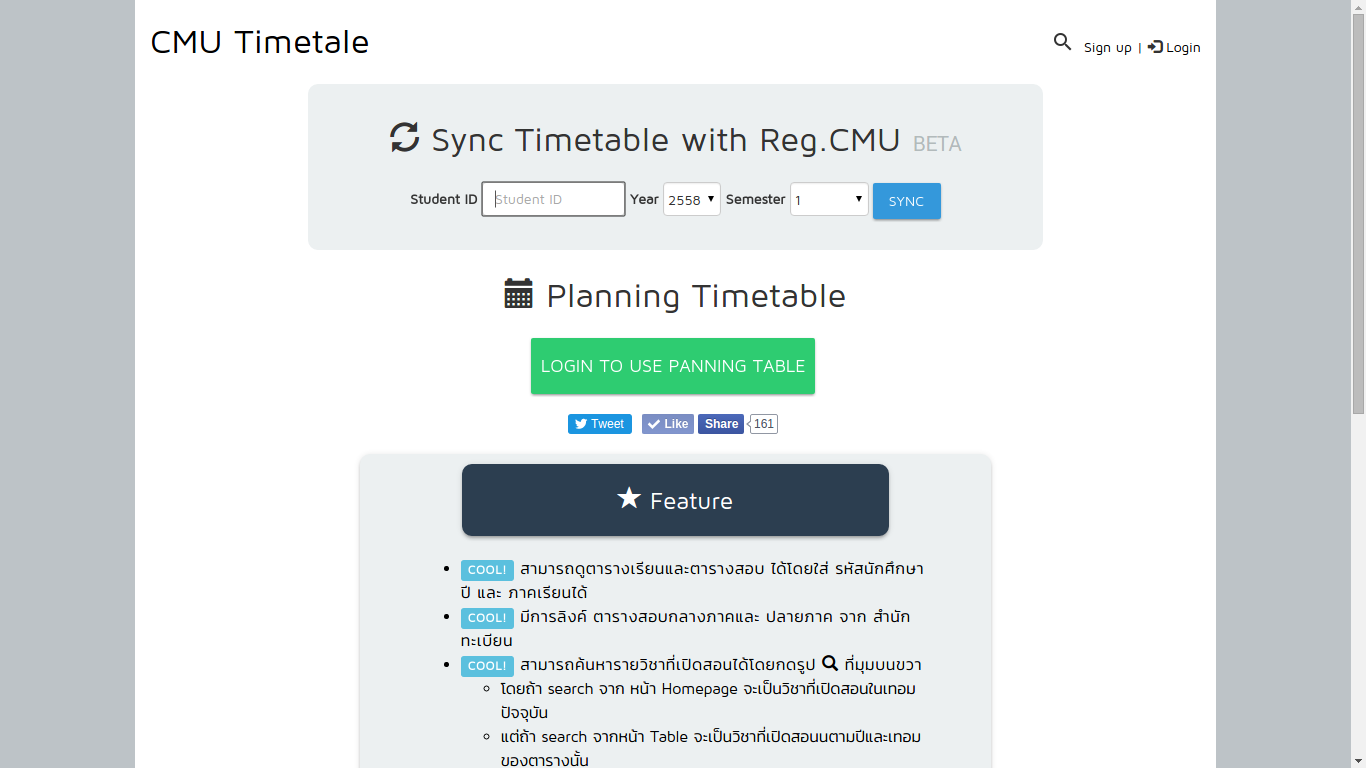 CMU Timetale
Sign up | Login
Sync Timetable with Reg.CMU BETA
Student ID Student ID Year 2558 Semester 1 SYNC
Planning Timetable
LOGIN TO USE PANNING TABLE
Tweet Like Share 161
Feature
COOL! สามารถดูตารางเรียนและตารางสอบ ได้โดยใส่ รหัสนักศึกษา
ปี และ ภาคเรียนได้
COOL! มีการลิงค์ ตารางสอบกลางภาคและ ปลายภาค จาก สำนัก
ทะเบียน
COOL! สามารถค้นหารายวิชาที่เปิดสอนได้โดยกดรูป ที่มุมบนขวา
โดยถ้า search จาก หน้า Homepage จะเป็นวิชาที่เปิดสอนในเทอม
ปัจจุบัน
แต่ถ้า search จากหน้า Table จะเป็นวิชาที่เปิดสอนนตามปีและเทอม
ของตารางนั้น